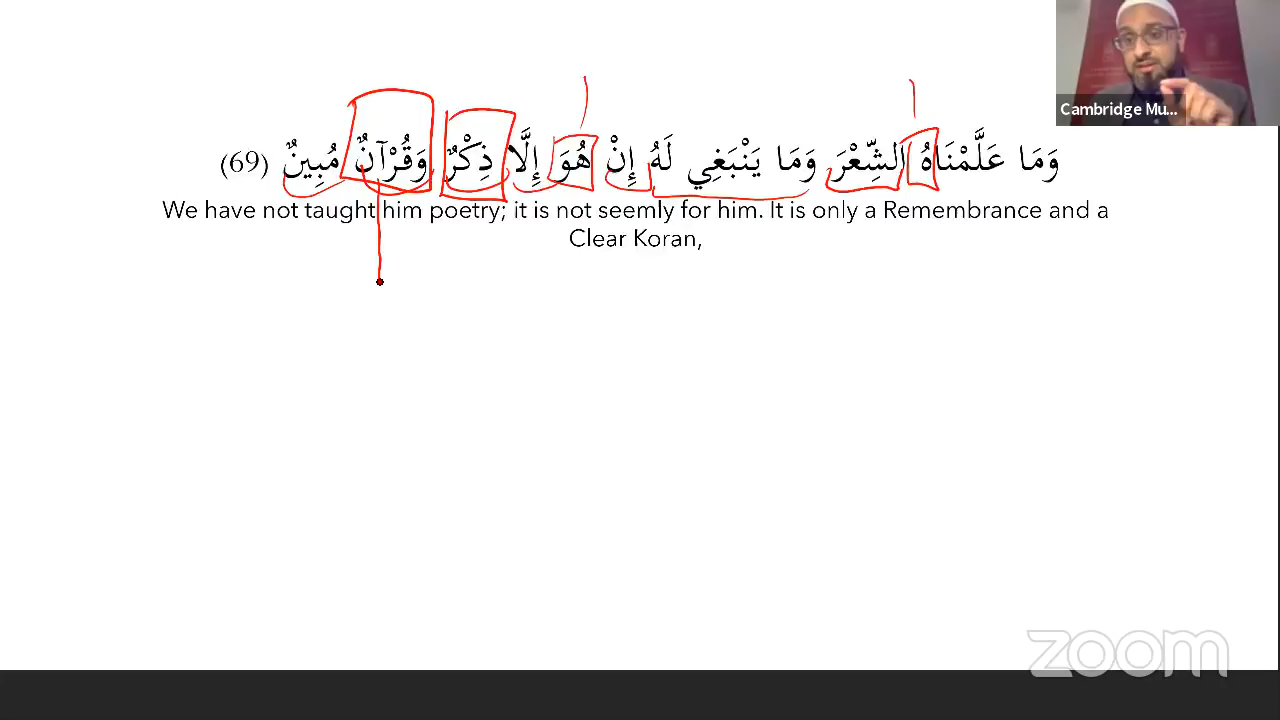 Cambridge Mu...
وَمَا عَلَّمْنَاهُ الشِّعْرَ وَمَا يَنْبَغِي لَهُ إِنْ هُوَ إِلَّا ذِكْرٌ وَقُرْآنٌ مُبِينٌ (69)
We have not taught him poetry; it is not seemly for him. It is only a Remembrance and a
Clear Koran,
zoom